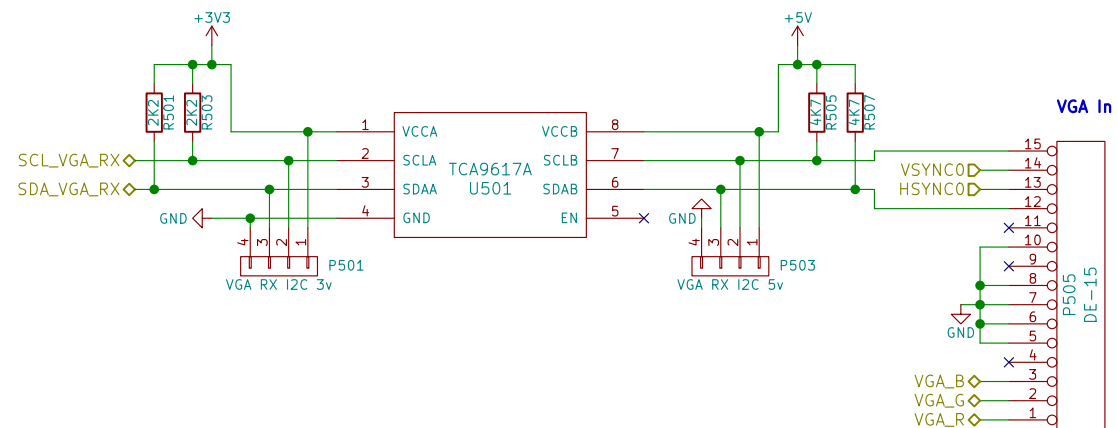 +3V3
+5V
VGA In
2K2
R501
2K2
R503
4K7
R505
4K7
R507
SCL_VGA_RX
SDA_VGA_RX
GND
1
2
3
4
VCCA
SCLA
SDAA
GND
TCA9617A
U501
VCCB
SCLB
SDAB
EN
8
7
6
5
4
3
2
1
P501
VGA RX I2C 3v
GND
4
3
2
1
P503
VGA RX I2C 5v
15
VSYNCO 14
HSYNCO 13
12
11
10
9
8
7
6
5
4
VGA_B 3
VGA_G 2
VGA_R 1
GND
P505
DE-15